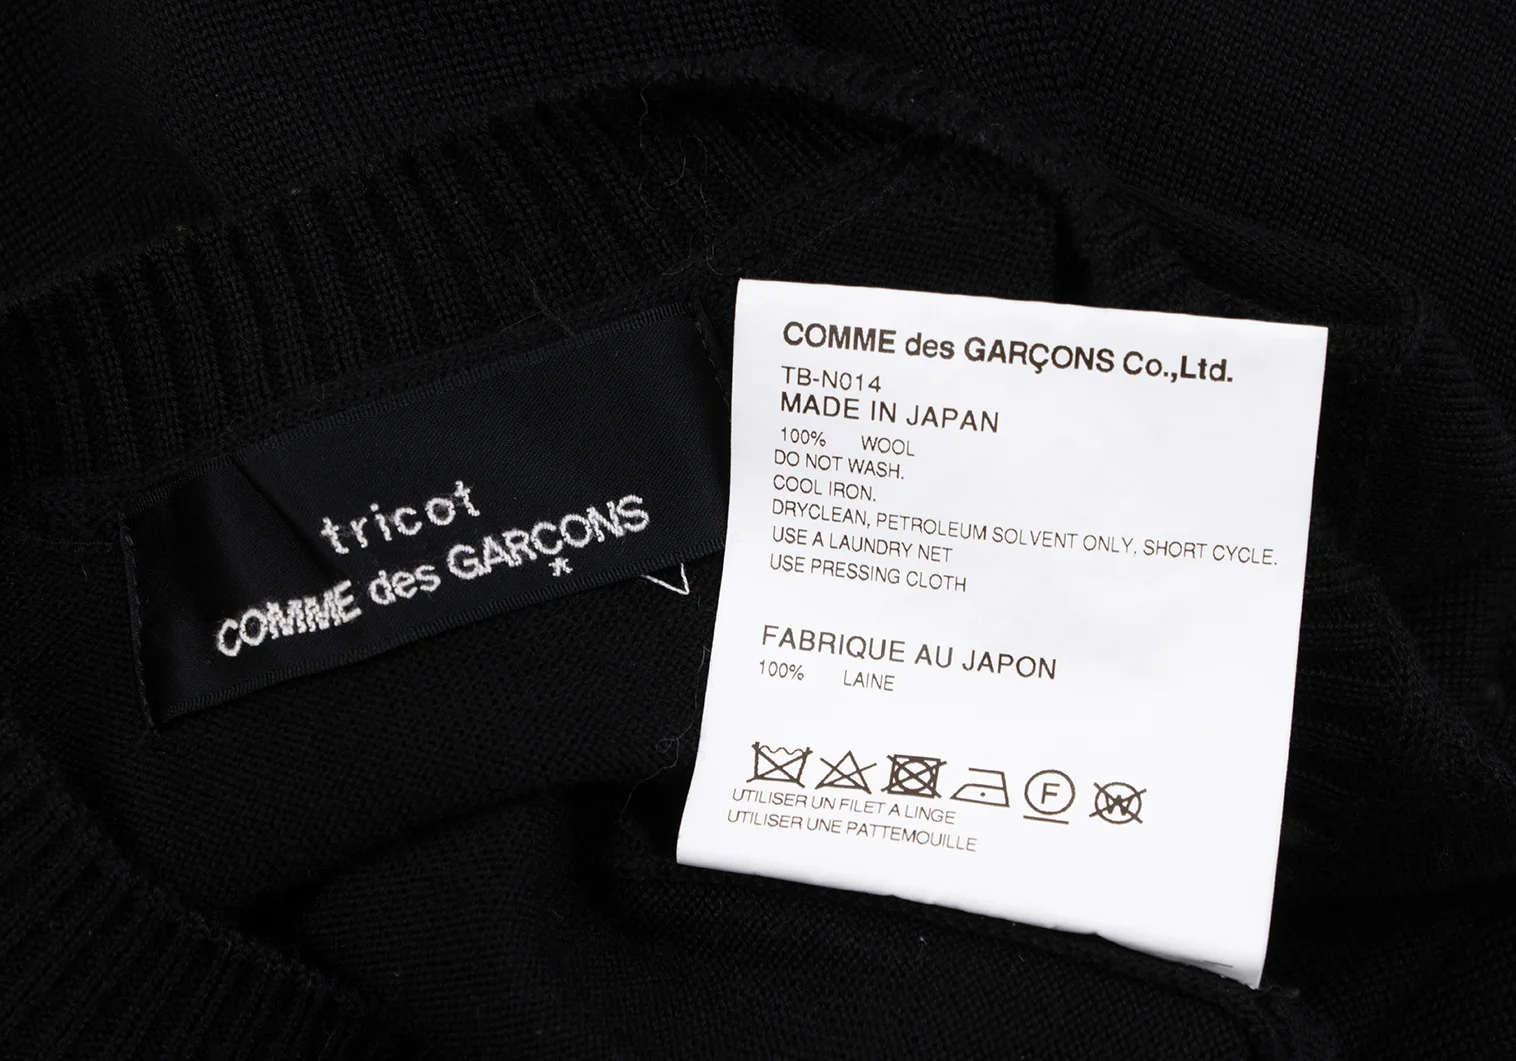 tricot
COMME des GARÇONS
*
COMME des GARÇONS Co.,Ltd.
TB-N014
MADE IN JAPAN
100% WOOL
DO NOT WASH.
COOL IRON.
DRYCLEAN, PETROLEUM SOLVENT ONLY, SHORT CYCLE.
USE A LAUNDRY NET
USE PRESSING CLOTH
FABRIQUE AU JAPON
100% LAINE
F W
UTILISER UN FILET A LINGE
UTILISER UNE PATTEMOUILLE